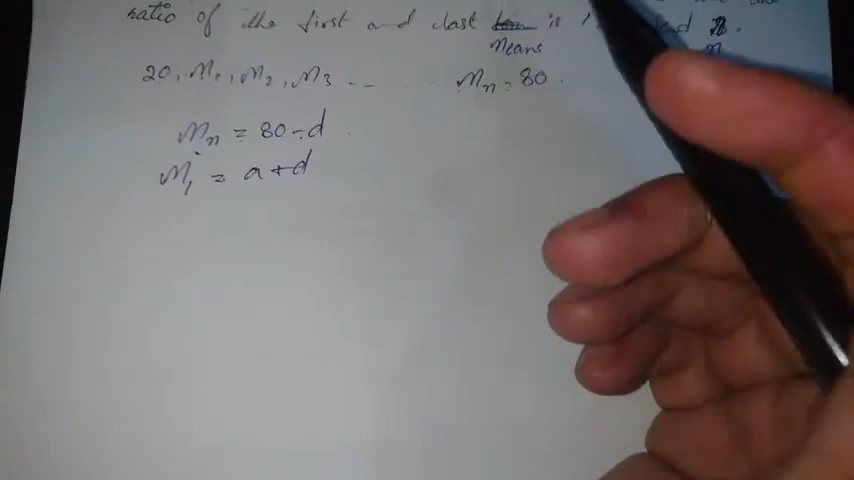 ratio of the first and last is
Means n
20, M1, M2, M3 --- ..... Mn = 80.
Mn = 80 - d
M1 = a + d